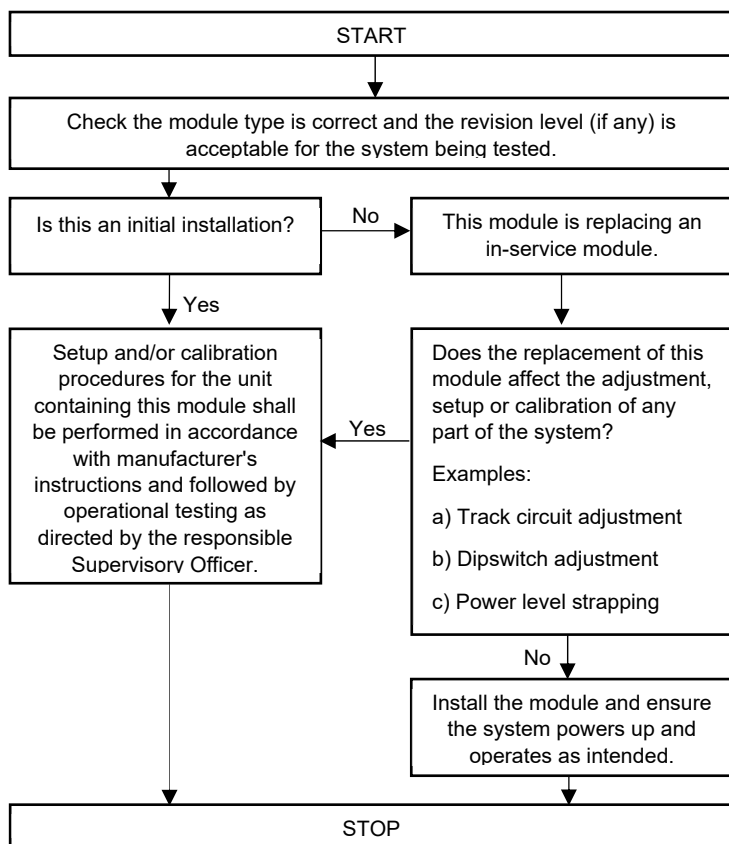 START
Check the module type is correct and the revision level (if any) is
acceptable for the system being tested.
Is this an initial installation?
No
This module is replacing an
in-service module.
Yes
Setup and/or calibration
procedures for the unit
containing this module shall
be performed in accordance
with manufacturer's
instructions and followed by
operational testing as
directed by the responsible
Supervisory Officer.
Yes
Does the replacement of this
module affect the adjustment,
setup or calibration of any
part of the system?
Examples:
a) Track circuit adjustment
b) Dipswitch adjustment
c) Power level strapping
No
Install the module and ensure
the system powers up and
operates as intended.
STOP